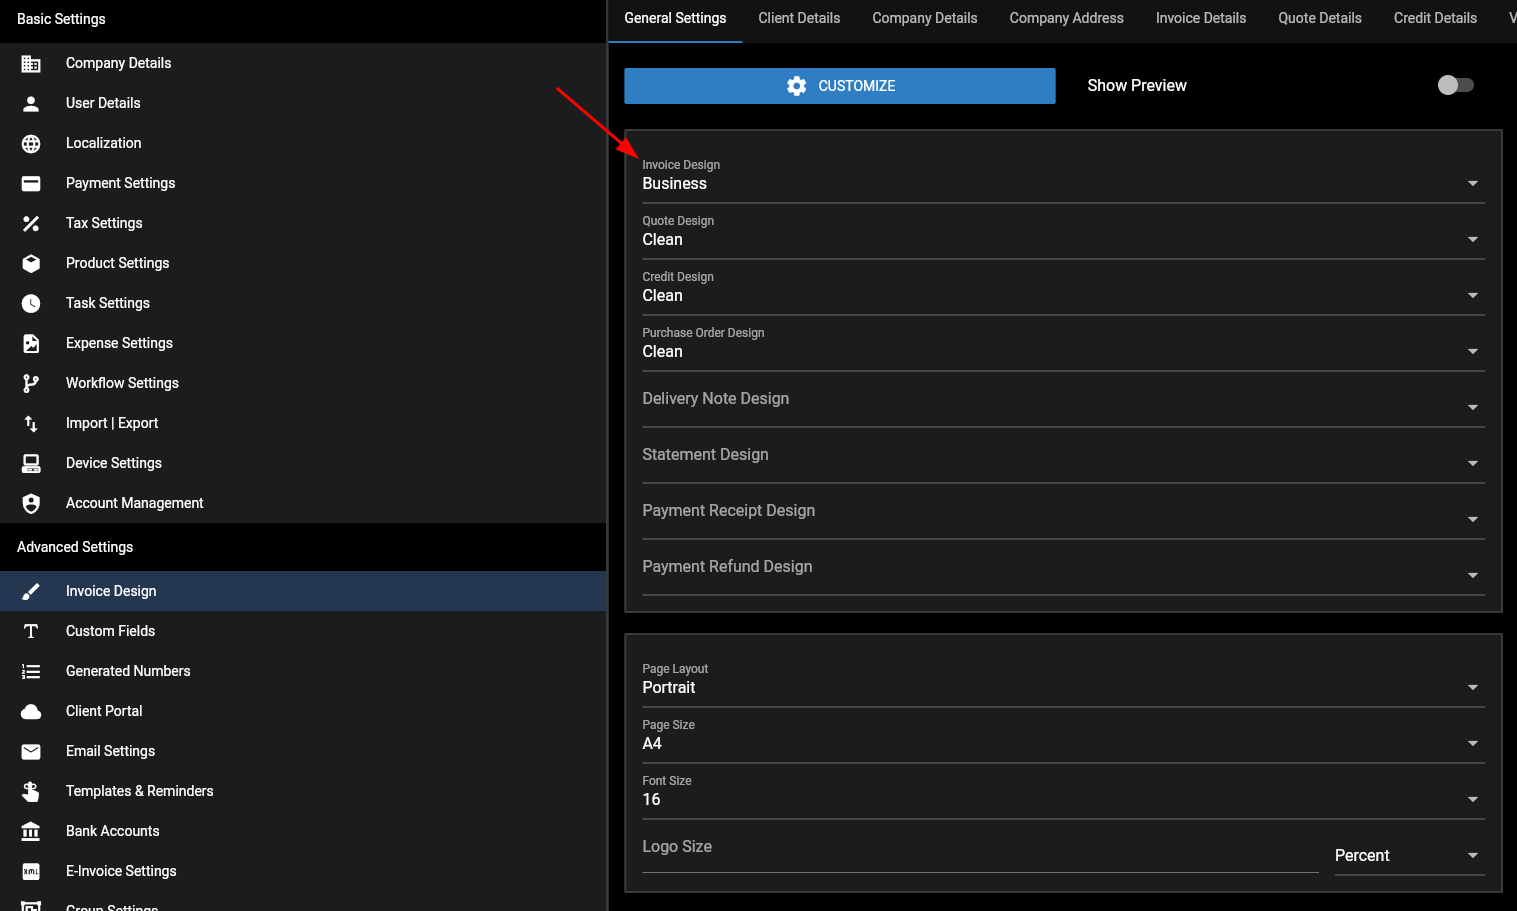 Basic Settings
Company Details
User Details
Localization
Payment Settings
Tax Settings
Product Settings
Task Settings
Expense Settings
Workflow Settings
Import | Export
Device Settings
Account Management
Advanced Settings
Invoice Design
Custom Fields
Generated Numbers
Client Portal
Email Settings
Templates & Reminders
Bank Accounts
E-Invoice Settings
Group Settings
General Settings
Client Details
Company Details
Company Address
Invoice Details
Quote Details
Credit Details
CUSTOMIZE
Show Preview
Invoice Design
Business
Quote Design
Clean
Credit Design
Clean
Purchase Order Design
Clean
Delivery Note Design
Statement Design
Payment Receipt Design
Payment Refund Design
Page Layout
Portrait
Page Size
A4
Font Size
16
Logo Size
Percent